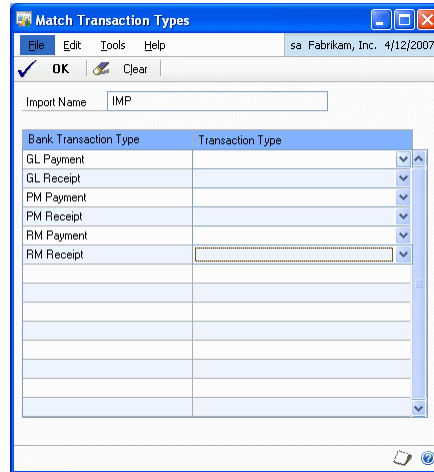 Match Transaction Types
File Edit Tools Help sa Fabrikam, Inc. 4/12/2007
OK Clear
Import Name IMP
Bank Transaction Type Transaction Type
GL Payment
GL Receipt
PM Payment
PM Receipt
RM Payment
RM Receipt